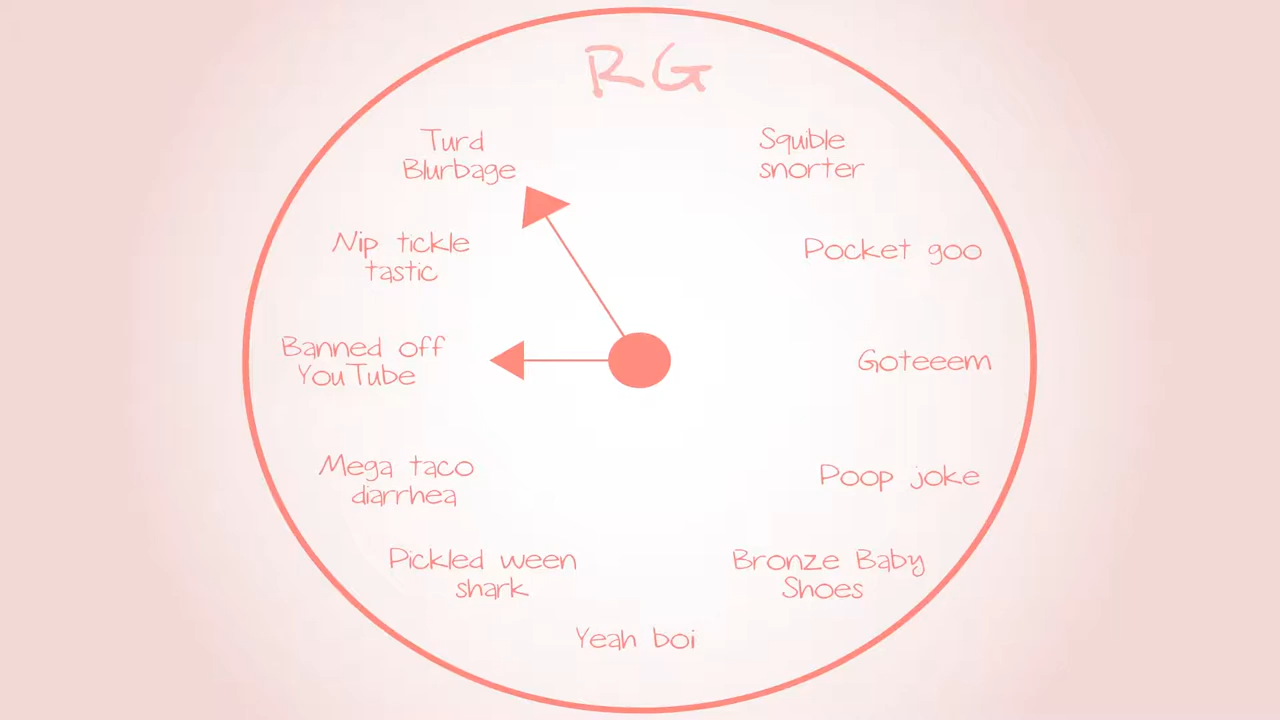 RG
Turd
Blurbage
Squible
snorter
Nip tickle
tastic
Pocket goo
Banned off
YouTube
Goteeem
Mega taco
diarrhea
Poop joke
Pickled ween
shark
Bronze Baby
Shoes
Yeah boi